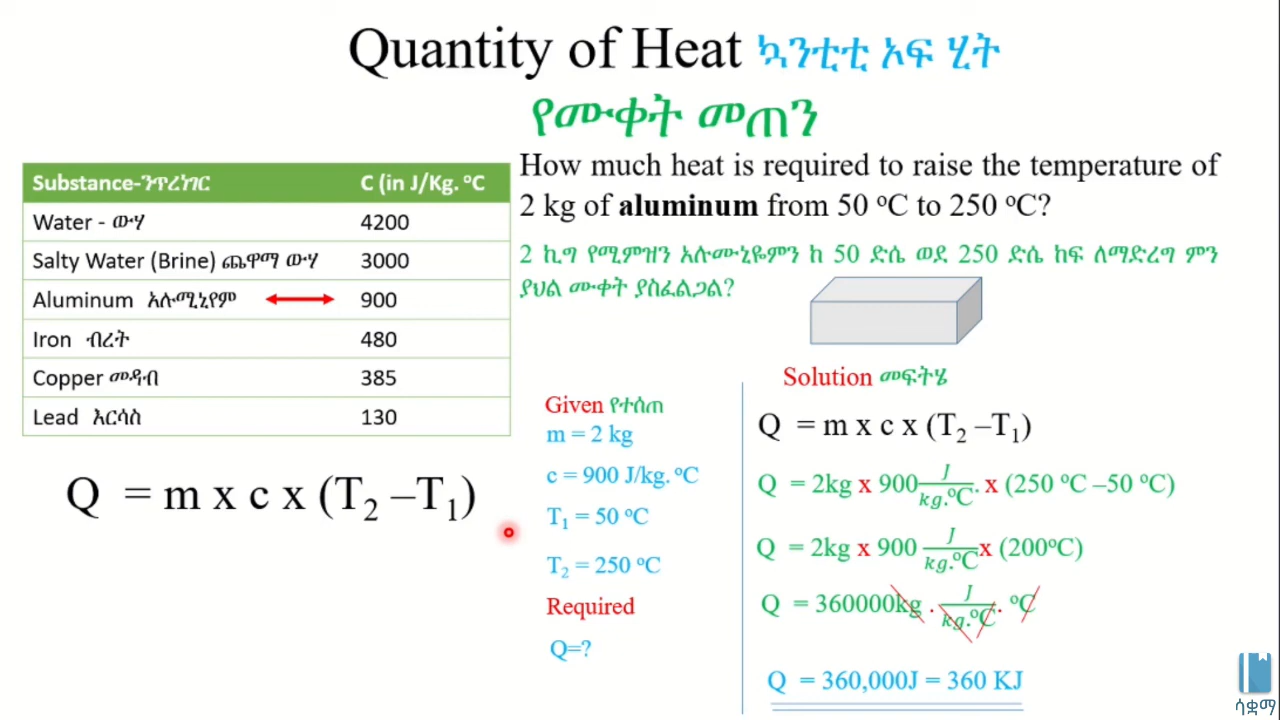 Quantity of Heat ኳንቲቲ ኦፍ ሂት
የሙቀት መጠን
Substance-ንጥረነገር C (in J/Kg. ᵒC
Water - ውሃ 4200
Salty Water (Brine) ጨዋማ ውሃ 3000
Aluminum አሉሚኒየም 900
Iron ብረት 480
Copper መዳብ 385
Lead እርሳስ 130
Q = m x c x (T₂ –T₁)
How much heat is required to raise the temperature of
2 kg of aluminum from 50 ᵒC to 250 ᵒC?
2 ኪግ የሚምዝን አሉሙኒዬምን ከ 50 ድሴ ወደ 250 ድሴ ከፍ ለማድረግ ምን
ያህል ሙቀት ያስፈልጋል?
Given የተሰጠ
m = 2 kg
c = 900 J/kg. ᵒC
T₁ = 50 ᵒC
T₂ = 250 ᵒC
Required
Q=?
Solution መፍትሄ
Q = m x c x (T₂ –T₁)
Q = 2kg x 900 J/kg.ᵒC. x (250 ᵒC –50 ᵒC)
Q = 2kg x 900 J/kg.ᵒC x (200ᵒC)
Q = 360000kg . J/kg.ᵒC . ᵒC
Q = 360,000J = 360 KJ
ሳቋማ